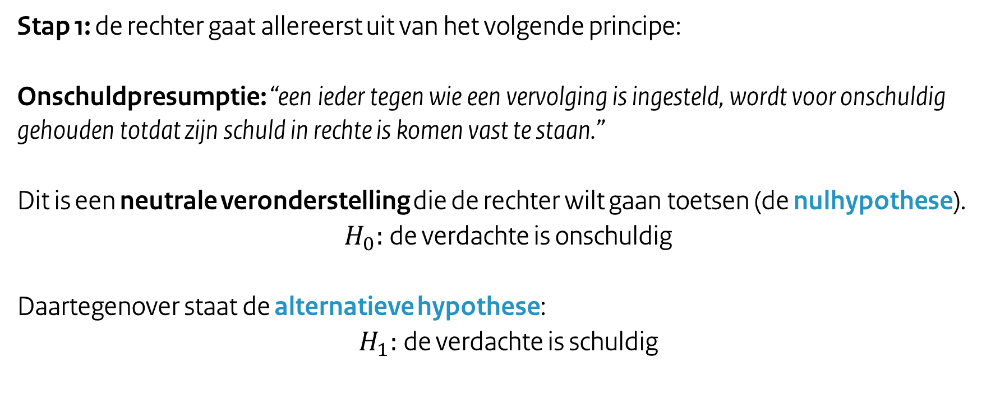 Stap 1: de rechter gaat allereerst uit van het volgende principe:
Onschuldpresumptie: “een ieder tegen wie een vervolging is ingesteld, wordt voor onschuldig
gehouden totdat zijn schuld in rechte is komen vast te staan.”
Dit is een neutrale veronderstelling die de rechter wilt gaan toetsen (de nulhypothese).
H₀: de verdachte is onschuldig
Daartegenover staat de alternatieve hypothese:
H₁: de verdachte is schuldig